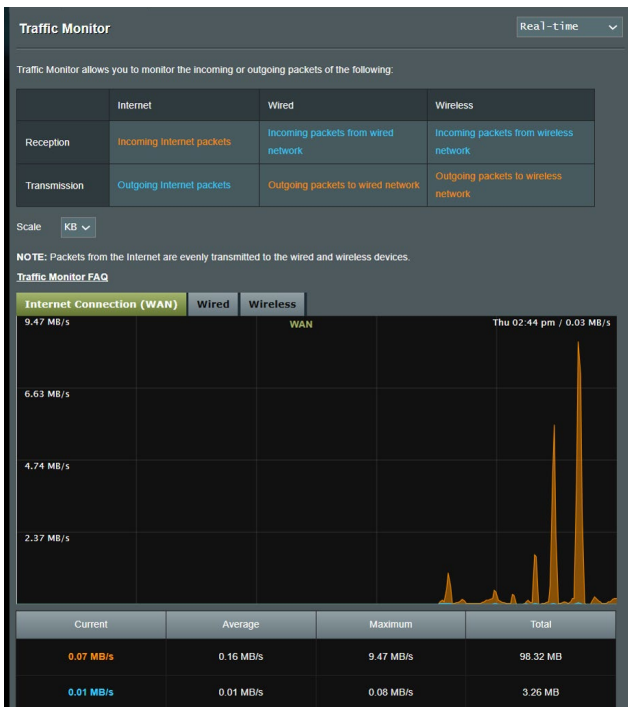 Traffic Monitor
Real-time
Traffic Monitor allows you to monitor the incoming or outgoing packets of the following:
Internet Wired Wireless
Reception Incoming Internet packets Incoming packets from wired network Incoming packets from wireless network
Transmission Outgoing Internet packets Outgoing packets to wired network Outgoing packets to wireless network
Scale KB
NOTE: Packets from the Internet are evenly transmitted to the wired and wireless devices.
Traffic Monitor FAQ
Internet Connection (WAN) Wired Wireless
9.47 MB/s WAN Thu 02:44 pm / 0.03 MB/s
6.63 MB/s
4.74 MB/s
2.37 MB/s
Current Average Maximum Total
0.07 MB/s 0.16 MB/s 9.47 MB/s 98.32 MB
0.01 MB/s 0.01 MB/s 0.08 MB/s 3.26 MB